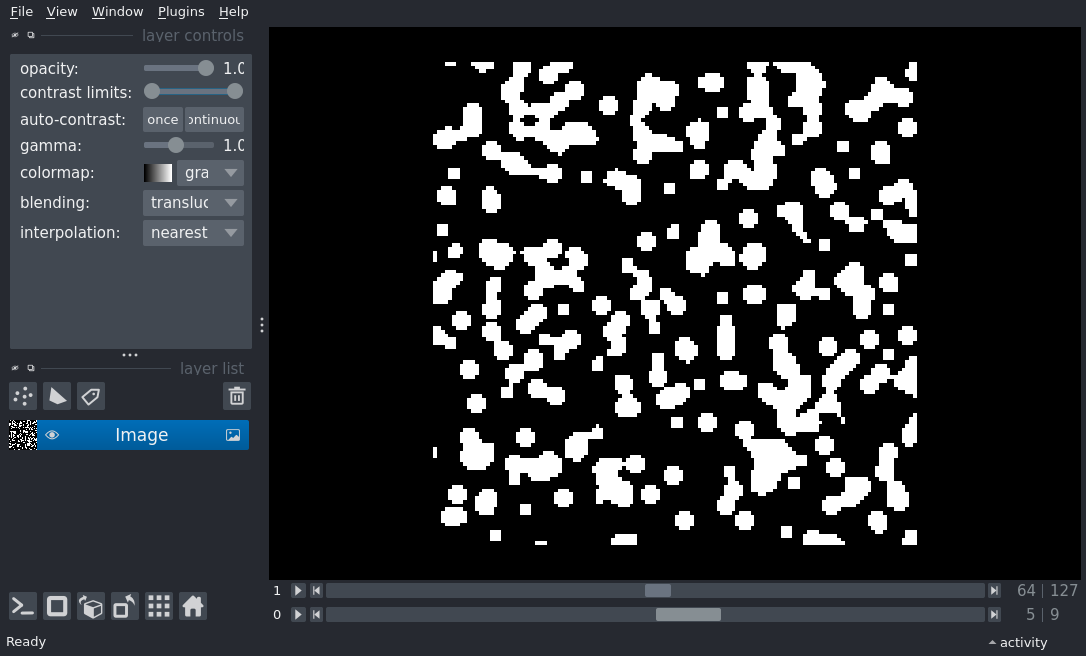 File View Window Plugins Help
layer controls
opacity: 1.0
contrast limits:
auto-contrast: once ontinuou
gamma: 1.0
colormap: gra
blending: transluc
interpolation: nearest
layer list
Image
1 64 | 127
0 5 | 9
Ready activity